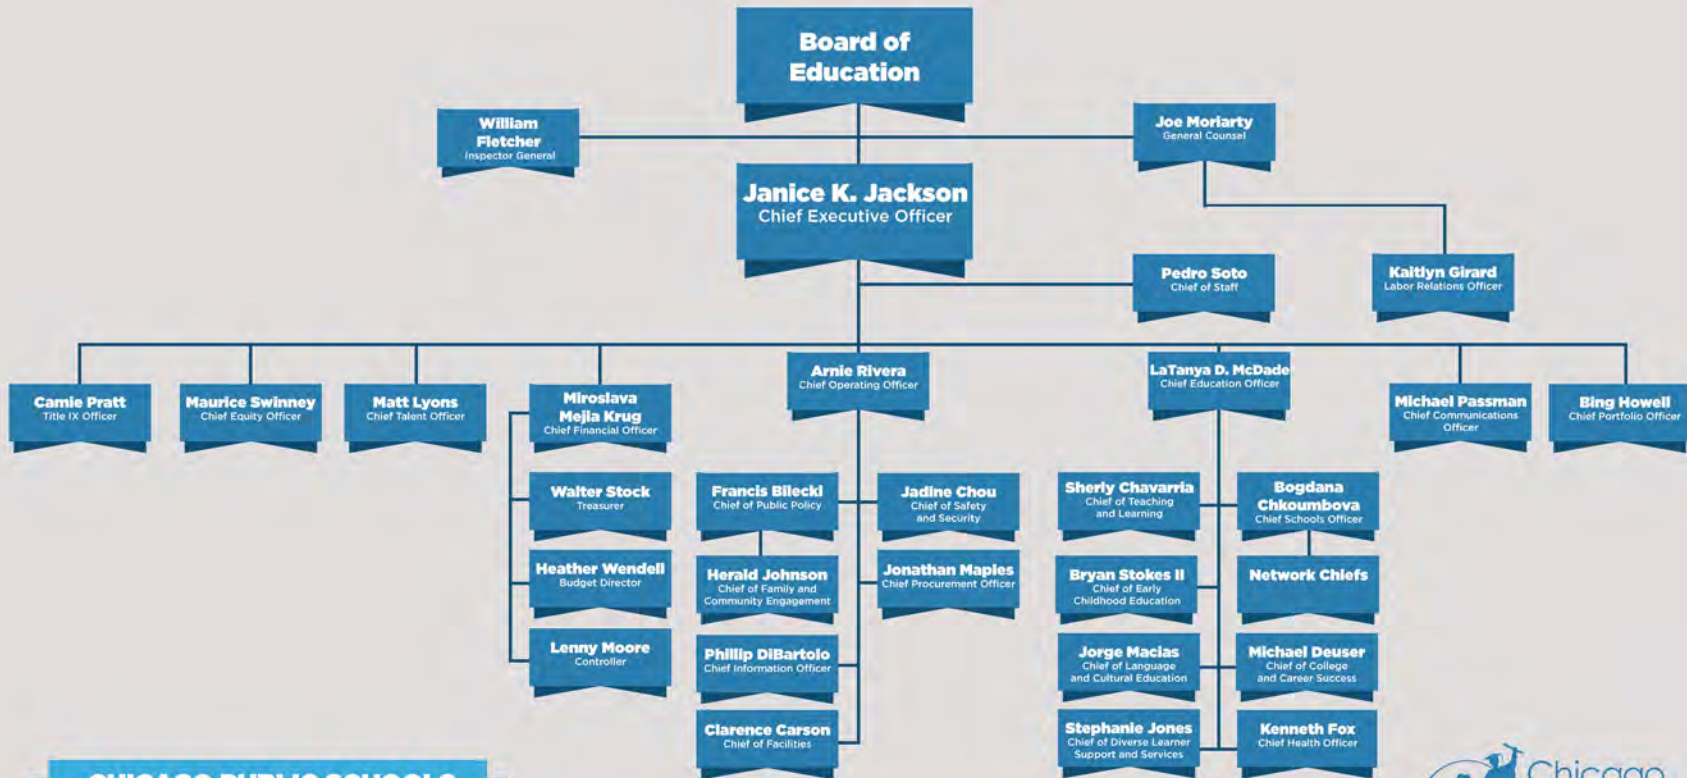 Board of
Education
William
Fletcher
Inspector General
Joe Moriarty
General Counsel
Janice K. Jackson
Chief Executive Officer
Pedro Soto
Chief of Staff
Kaitlyn Girard
Labor Relations Officer
Camie Pratt
Title IX Officer
Maurice Swinney
Chief Equity Officer
Matt Lyons
Chief Talent Officer
Miroslava
Mejia Krug
Chief Financial Officer
Arnie Rivera
Chief Operating Officer
LaTanya D. McDade
Chief Education Officer
Michael Passman
Chief Communications
Officer
Bing Howell
Chief Portfolio Officer
Walter Stock
Treasurer
Francis Bilecki
Chief of Public Policy
Jadine Chou
Chief of Safety
and Security
Sherly Chavarria
Chief of Teaching
and Learning
Bogdana
Chkoumbova
Chief Schools Officer
Heather Wendell
Budget Director
Herald Johnson
Chief of Family and
Community Engagement
Jonathan Maples
Chief Procurement Officer
Bryan Stokes II
Chief of Early
Childhood Education
Network Chiefs
Lenny Moore
Controller
Phillip DiBartolo
Chief Information Officer
Jorge Macias
Chief of Language
and Cultural Education
Michael Deuser
Chief of College
and Career Success
Clarence Carson
Chief of Facilities
Stephanie Jones
Chief of Diverse Learner
Support and Services
Kenneth Fox
Chief Health Officer
CHICAGO PUBLIC SCHOOLS
Chicago